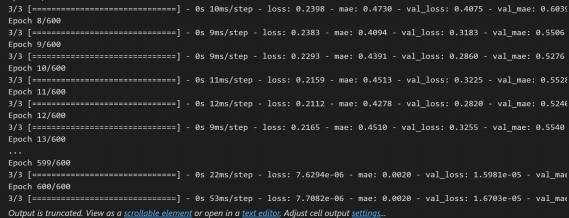 3/3 [==============================] - 0s 10ms/step - loss: 0.2398 - mae: 0.4730 - val_loss: 0.4075 - val_mae: 0.6039
Epoch 8/600
3/3 [==============================] - 0s 9ms/step - loss: 0.2383 - mae: 0.4094 - val_loss: 0.3183 - val_mae: 0.5506
Epoch 9/600
3/3 [==============================] - 0s 9ms/step - loss: 0.2293 - mae: 0.4391 - val_loss: 0.2860 - val_mae: 0.5276
Epoch 10/600
3/3 [==============================] - 0s 11ms/step - loss: 0.2159 - mae: 0.4513 - val_loss: 0.3225 - val_mae: 0.5528
Epoch 11/600
3/3 [==============================] - 0s 12ms/step - loss: 0.2112 - mae: 0.4278 - val_loss: 0.2820 - val_mae: 0.5246
Epoch 12/600
3/3 [==============================] - 0s 9ms/step - loss: 0.2165 - mae: 0.4510 - val_loss: 0.3255 - val_mae: 0.5540
Epoch 13/600
...
Epoch 599/600
3/3 [==============================] - 0s 22ms/step - loss: 7.6294e-06 - mae: 0.0020 - val_loss: 1.5981e-05 - val_mae
Epoch 600/600
3/3 [==============================] - 0s 53ms/step - loss: 7.7082e-06 - mae: 0.0020 - val_loss: 1.6703e-05 - val_mae
Output is truncated. View as a scrollable element or open in a text editor. Adjust cell output settings...